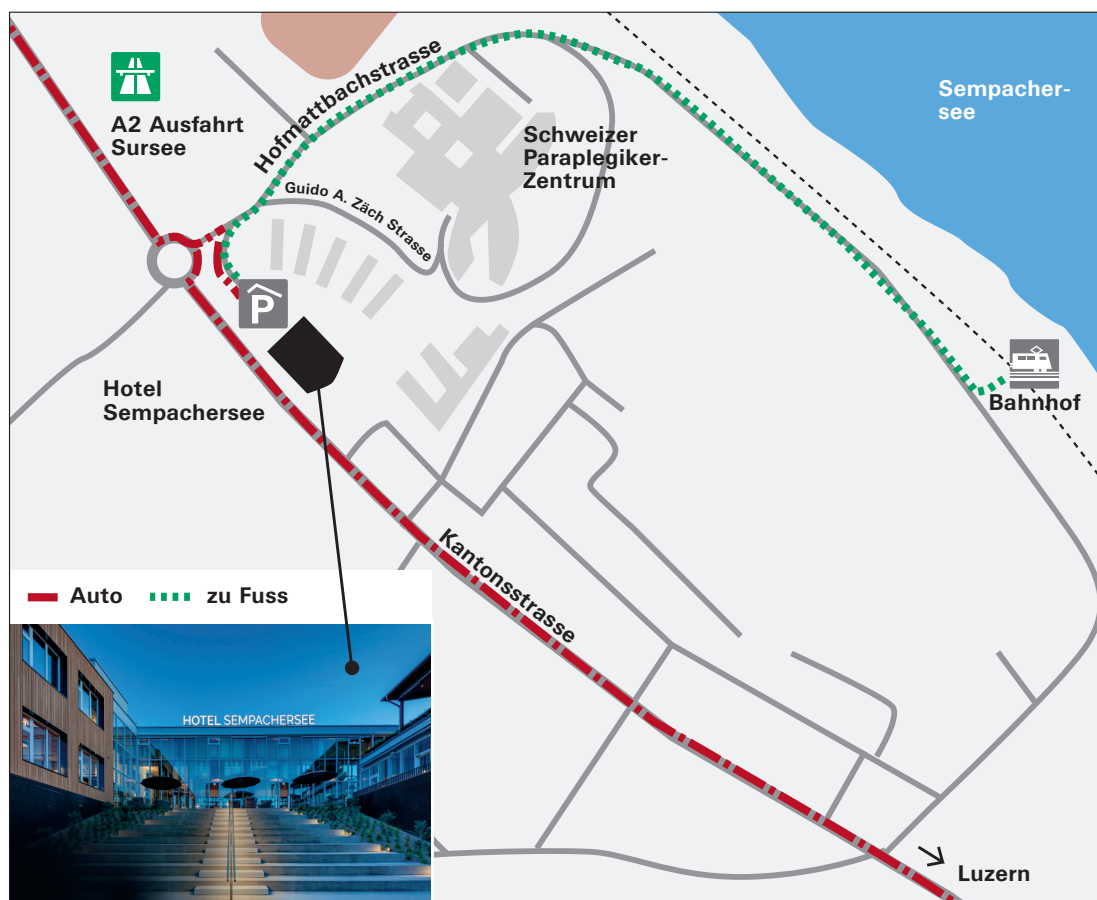 A2 Ausfahrt
Sursee
Hofmattbachstrasse
Sempacher-
see
Schweizer
Paraplegiker-
Zentrum
Guido A. Zäch Strasse
P
Hotel
Sempachersee
Bahnhof
Kantonsstrasse
Auto
zu Fuss
HOTEL SEMPACHERSEE
Luzern